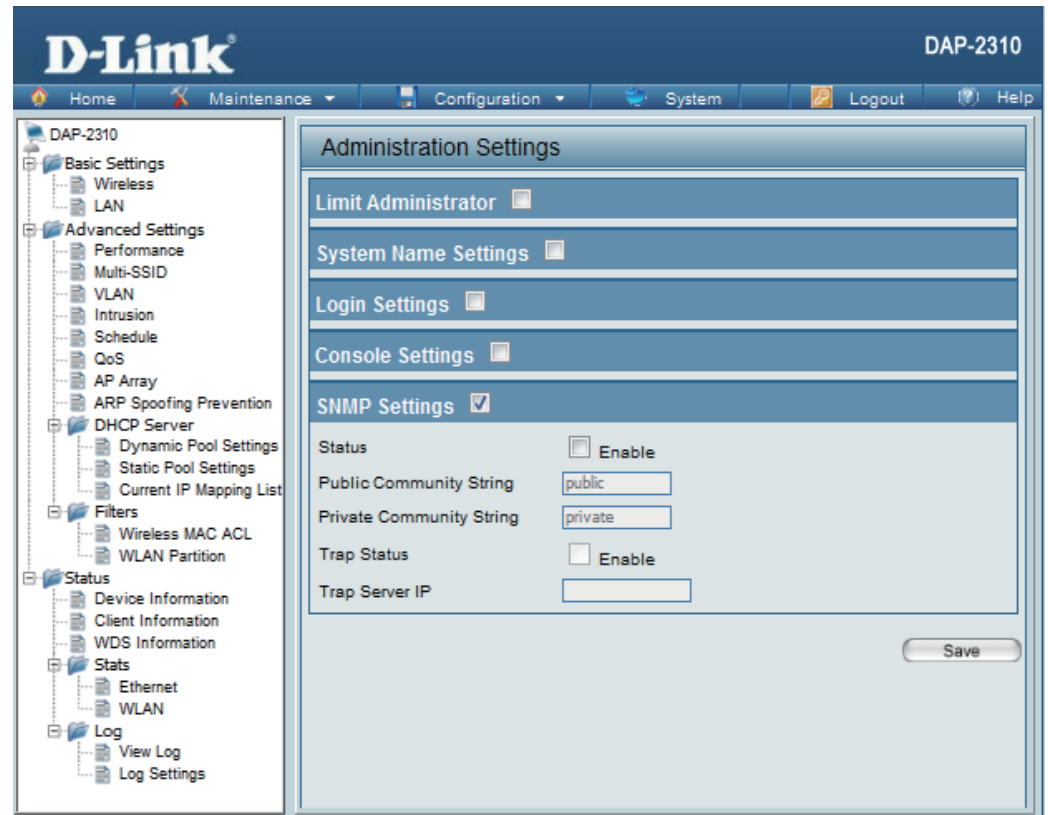 D-Link
DAP-2310
Home Maintenance Configuration System Logout Help
DAP-2310
Basic Settings
Wireless
LAN
Advanced Settings
Performance
Multi-SSID
VLAN
Intrusion
Schedule
QoS
AP Array
ARP Spoofing Prevention
DHCP Server
Dynamic Pool Settings
Static Pool Settings
Current IP Mapping List
Filters
Wireless MAC ACL
WLAN Partition
Status
Device Information
Client Information
WDS Information
Stats
Ethernet
WLAN
Log
View Log
Log Settings
Administration Settings
Limit Administrator
System Name Settings
Login Settings
Console Settings
SNMP Settings
Status Enable
Public Community String public
Private Community String private
Trap Status Enable
Trap Server IP
Save